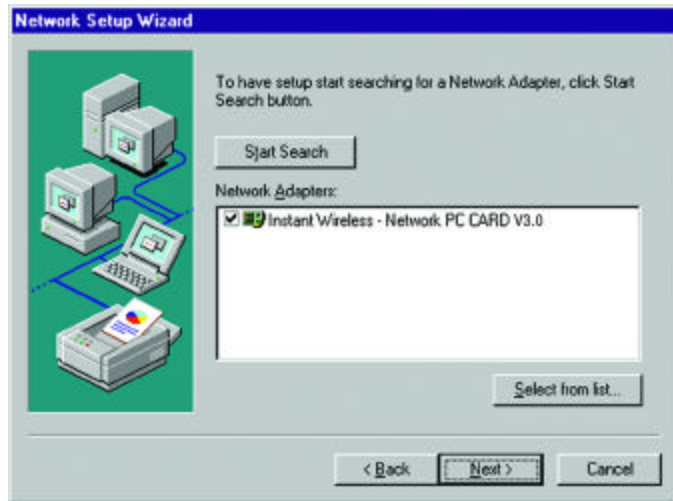 Network Setup Wizard
To have setup start searching for a Network Adapter, click Start
Search button.
Start Search
Network Adapters:
Instant Wireless - Network PC CARD V3.0
Select from list...
< Back
Next >
Cancel